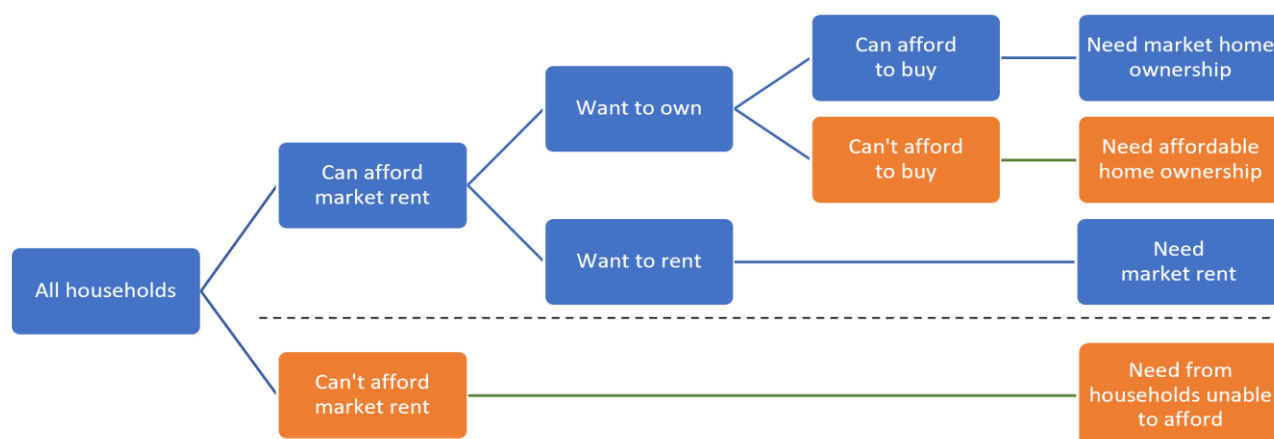 Can afford
to buy
Need market home
ownership
Want to own
Can't afford
to buy
Need affordable
home ownership
Can afford
market rent
Want to rent
Need
market rent
All households
Can't afford
market rent
Need from
households unable
to afford